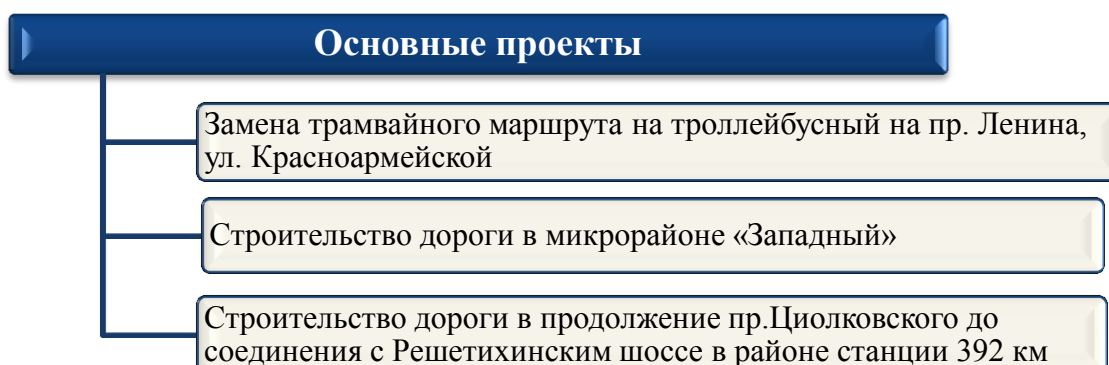 Основные проекты
Замена трамвайного маршрута на троллейбусный на пр. Ленина,
ул. Красноармейской
Строительство дороги в микрорайоне «Западный»
Строительство дороги в продолжение пр.Циолковского до
соединения с Решетихинским шоссе в районе станции 392 км